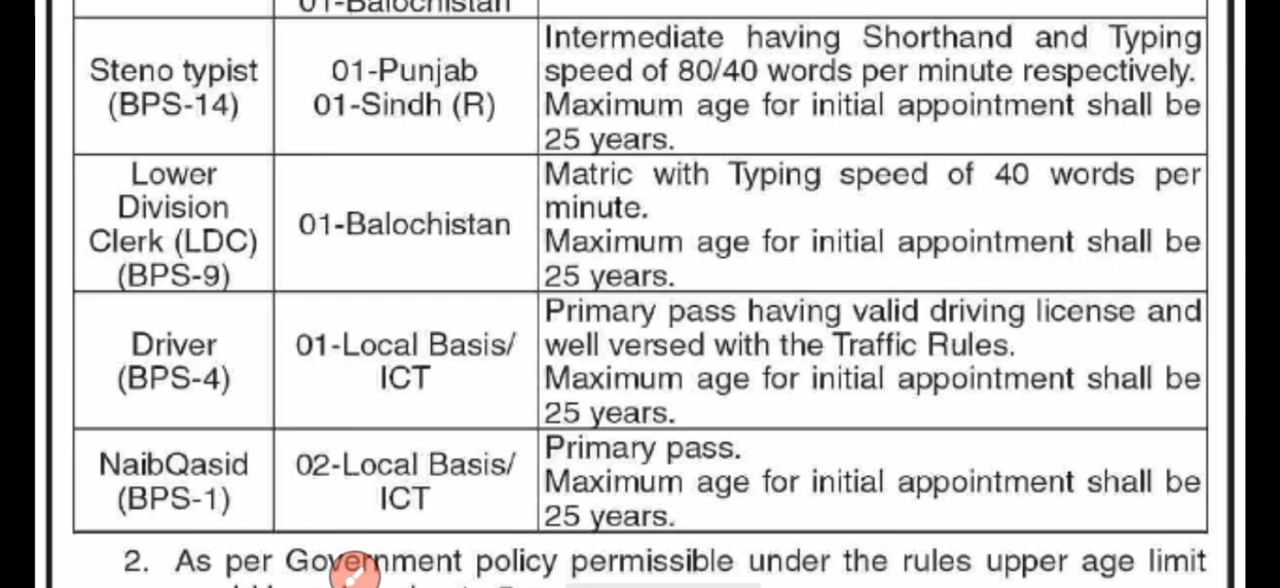 01-Balochistan
Steno typist
(BPS-14)
01-Punjab
01-Sindh (R)
Intermediate having Shorthand and Typing
speed of 80/40 words per minute respectively.
Maximum age for initial appointment shall be
25 years.
Lower
Division
Clerk (LDC)
(BPS-9)
01-Balochistan
Matric with Typing speed of 40 words per
minute.
Maximum age for initial appointment shall be
25 years.
Driver
(BPS-4)
01-Local Basis/
ICT
Primary pass having valid driving license and
well versed with the Traffic Rules.
Maximum age for initial appointment shall be
25 years.
NaibQasid
(BPS-1)
02-Local Basis/
ICT
Primary pass.
Maximum age for initial appointment shall be
25 years.
2. As per Government policy permissible under the rules upper age limit